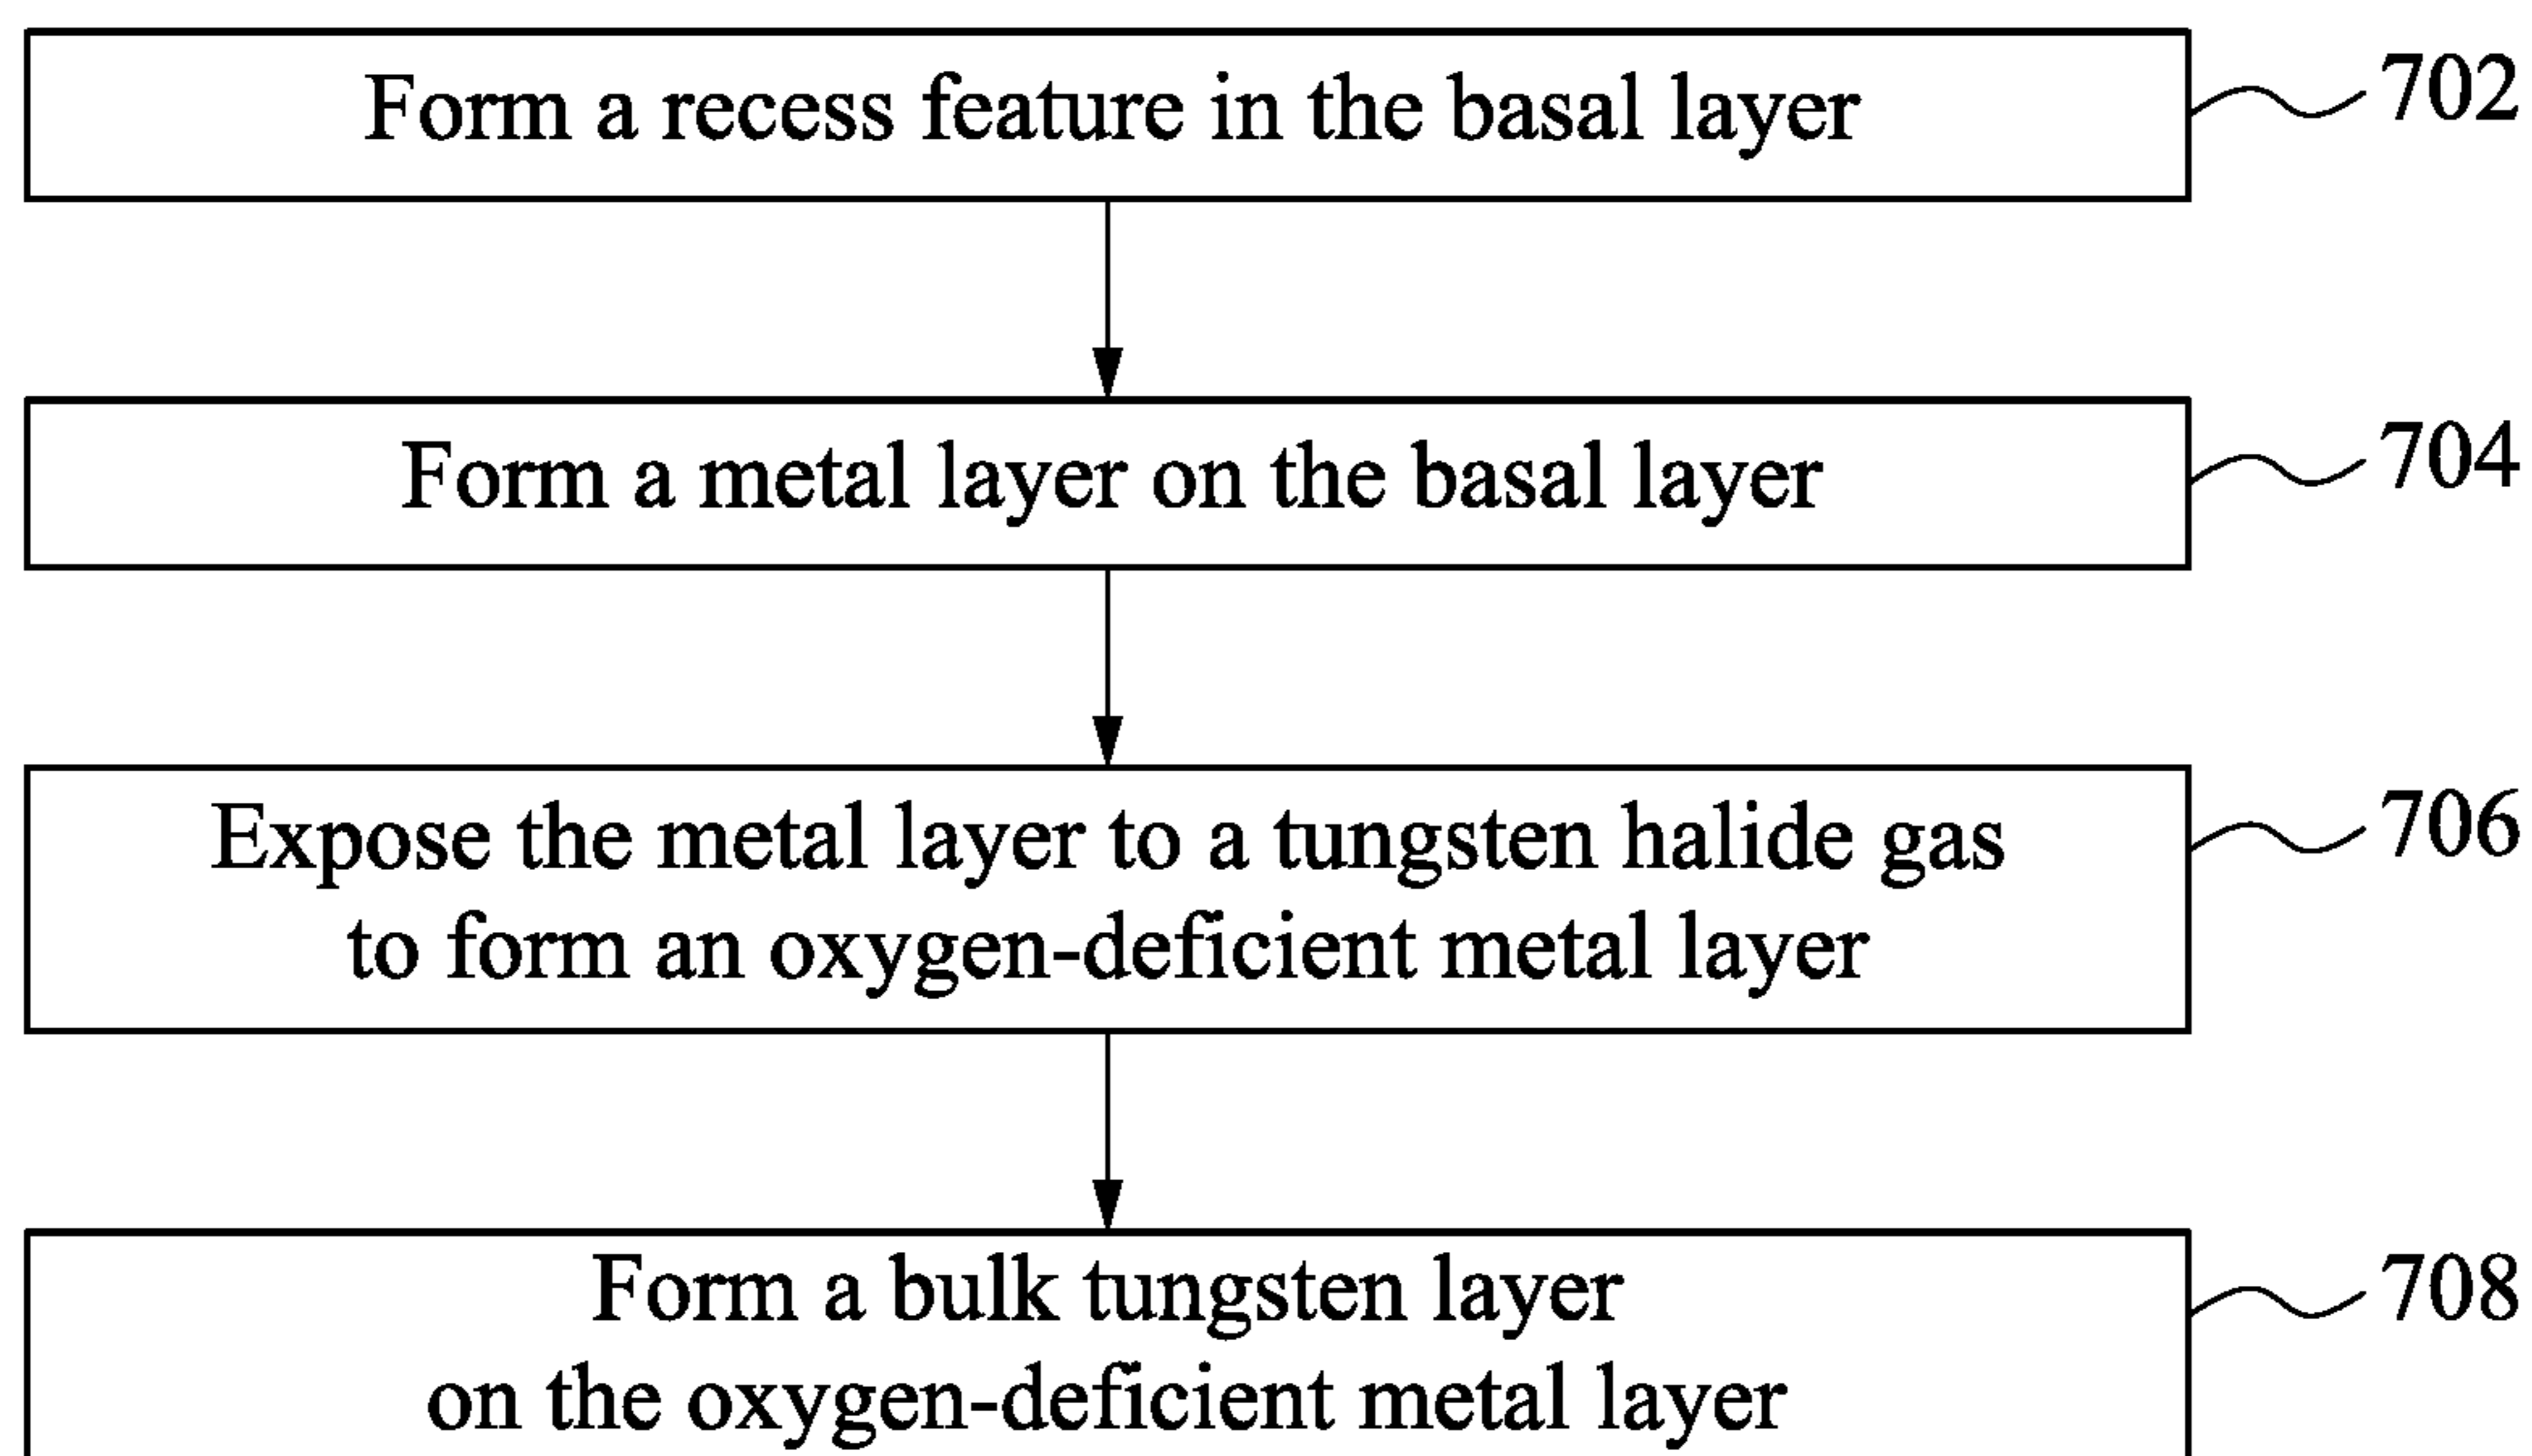 Form a recess feature in the basal layer
702
Form a metal layer on the basal layer
704
Expose the metal layer to a tungsten halide gas
to form an oxygen-deficient metal layer
706
Form a bulk tungsten layer
on the oxygen-deficient metal layer
708